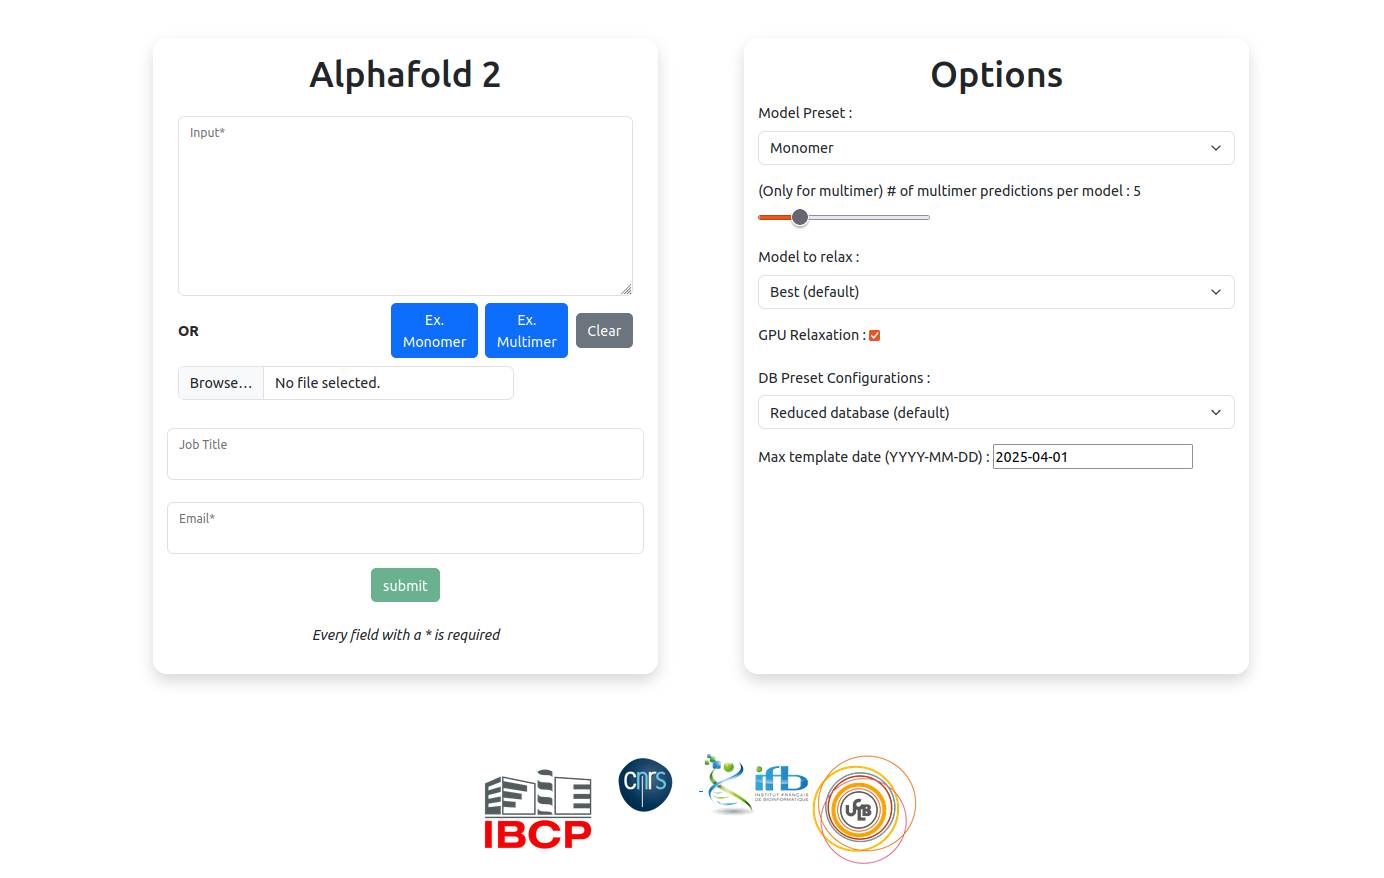 Alphafold 2
Input*
OR
Ex.
Monomer
Ex.
Multimer
Clear
Browse...
No file selected.
Job Title
Email*
submit
Every field with a * is required
Options
Model Preset :
Monomer
(Only for multimer) # of multimer predictions per model : 5
Model to relax :
Best (default)
GPU Relaxation :
DB Preset Configurations :
Reduced database (default)
Max template date (YYYY-MM-DD) : 2025-04-01
IBCP
cnrs
ifb
INSTITUT FRANÇAIS
DE BIOINFORMATIQUE
UCLB